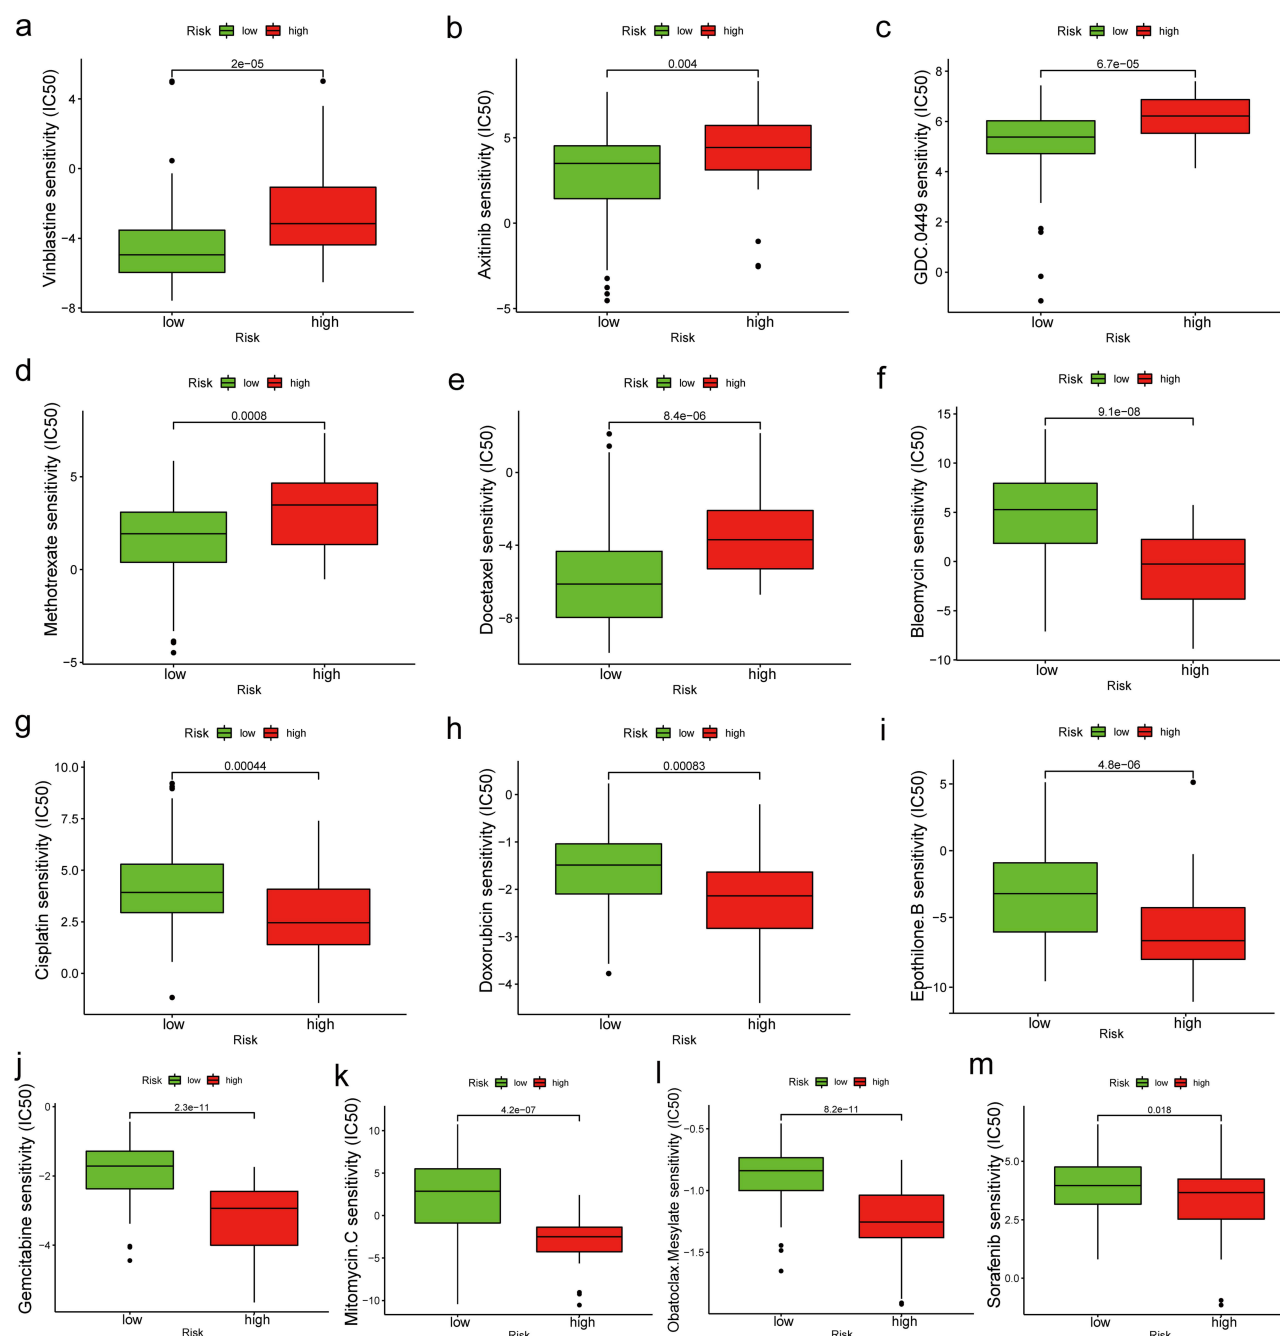 a
Risk low high
Vinblastine sensitivity (IC50)
2e−05
4
0
−4
−8
low high
Risk
b
Risk low high
Axitinib sensitivity (IC50)
0.004
5
0
−5
low high
Risk
c
Risk low high
GDC.0449 sensitivity (IC50)
6.7e−05
8
6
4
2
0
low high
Risk
d
Risk low high
Methotrexate sensitivity (IC50)
0.0008
5
0
−5
low high
Risk
e
Risk low high
Docetaxel sensitivity (IC50)
8.4e−06
0
−4
−8
low high
Risk
f
Risk low high
Bleomycin sensitivity (IC50)
9.1e−08
15
10
5
0
−5
−10
low high
Risk
g
Risk low high
Cisplatin sensitivity (IC50)
0.00044
10.0
7.5
5.0
2.5
0.0
low high
Risk
h
Risk low high
Doxorubicin sensitivity (IC50)
0.00083
0
−1
−2
−3
−4
low high
Risk
i
Risk low high
Epothilone.B sensitivity (IC50)
4.8e−06
5
0
−5
−10
low high
Risk
j
Risk low high
Gemcitabine sensitivity (IC50)
2.3e−11
0
−2
−4
low high
Risk
k
Risk low high
Mitomycin.C sensitivity (IC50)
4.2e−07
10
5
0
−5
−10
low high
Risk
l
Risk low high
Obatoclax.Mesylate sensitivity (IC50)
8.2e−11
−0.5
−1.0
−1.5
low high
Risk
m
Risk low high
Sorafenib sensitivity (IC50)
0.018
5.0
2.5
0.0
low high
Risk